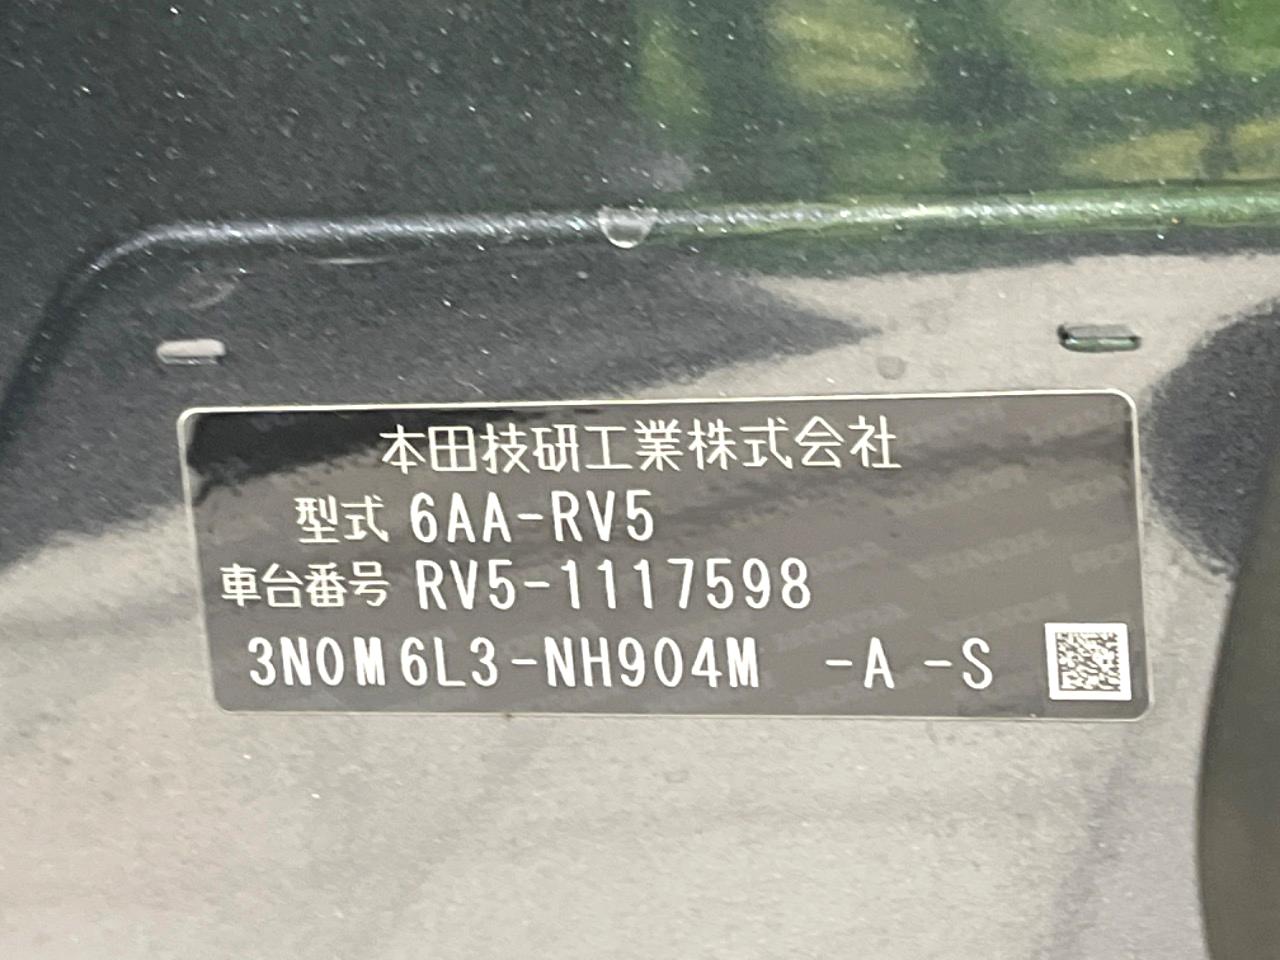 本田技研工業株式会社
型式 6AA-RV5
車台番号 RV5-1117598
3N0M6L3-NH904M -A -S